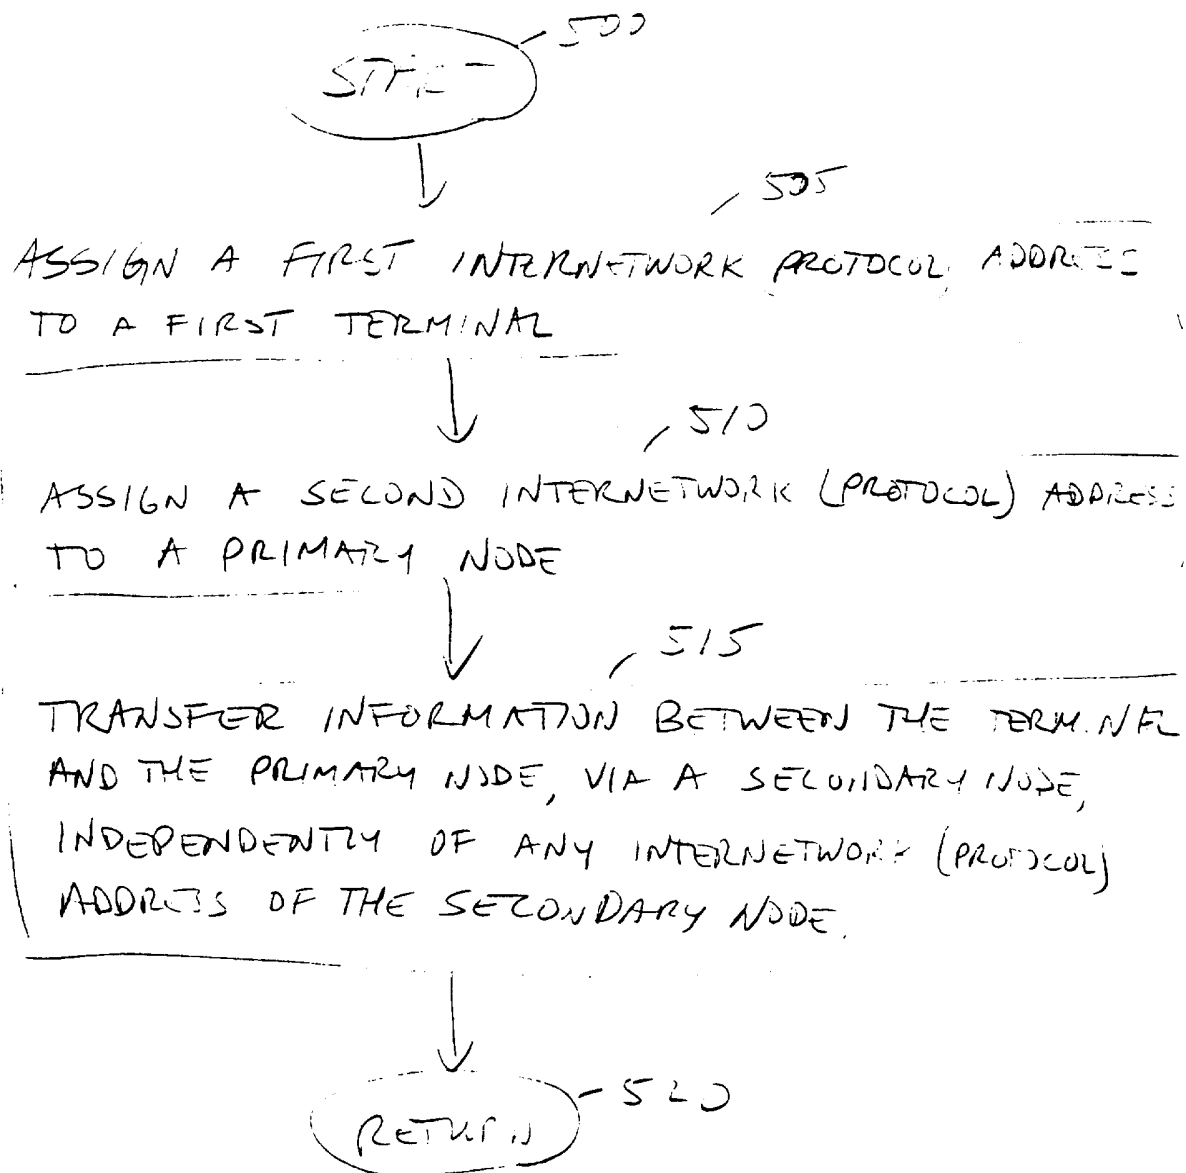 500
START
505
ASSIGN A FIRST INTERNETWORK PROTOCOL ADDRESS
TO A FIRST TERMINAL
510
ASSIGN A SECOND INTERNETWORK (PROTOCOL) ADDRESS
TO A PRIMARY NODE
515
TRANSFER INFORMATION BETWEEN THE TERMINAL
AND THE PRIMARY NODE, VIA A SECONDARY NODE,
INDEPENDENTLY OF ANY INTERNETWORK (PROTOCOL)
ADDRESS OF THE SECONDARY NODE.
520
RETURN